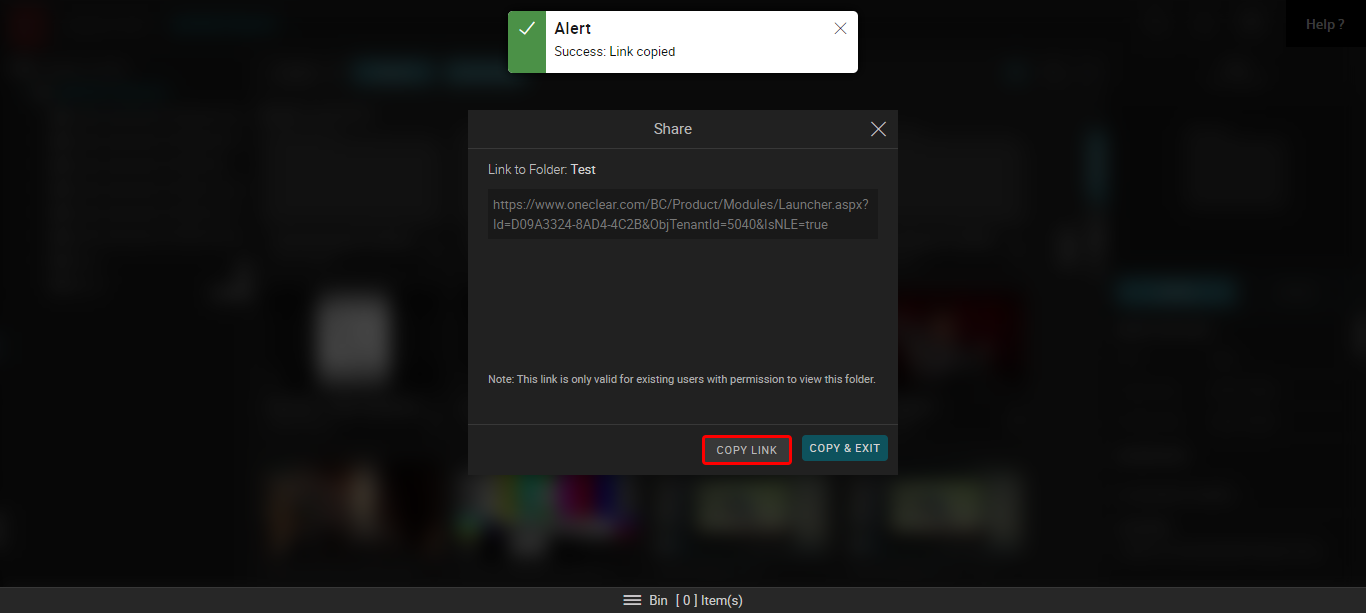 Alert
Success: Link copied
Help ?
Share
Link to Folder: Test
https://www.oneclear.com/BC/Product/Modules/Launcher.aspx?
Id=D09A3324-8AD4-4C2B&ObjTenantId=5040&IsNLE=true
Note: This link is only valid for existing users with permission to view this folder.
COPY LINK
COPY & EXIT
Bin [ 0 ] Item(s)